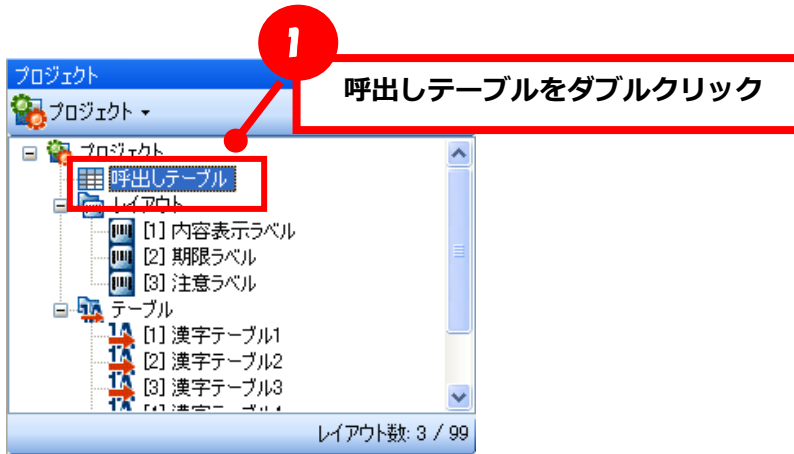 1
呼出しテーブルをダブルクリック
プロジェクト
プロジェクト
プロジェクト
呼出しテーブル
レイアウト
[1] 内容表示ラベル
[2] 期限ラベル
[3] 注意ラベル
テーブル
[1] 漢字テーブル1
[2] 漢字テーブル2
[3] 漢字テーブル3
レイアウト数: 3 / 99